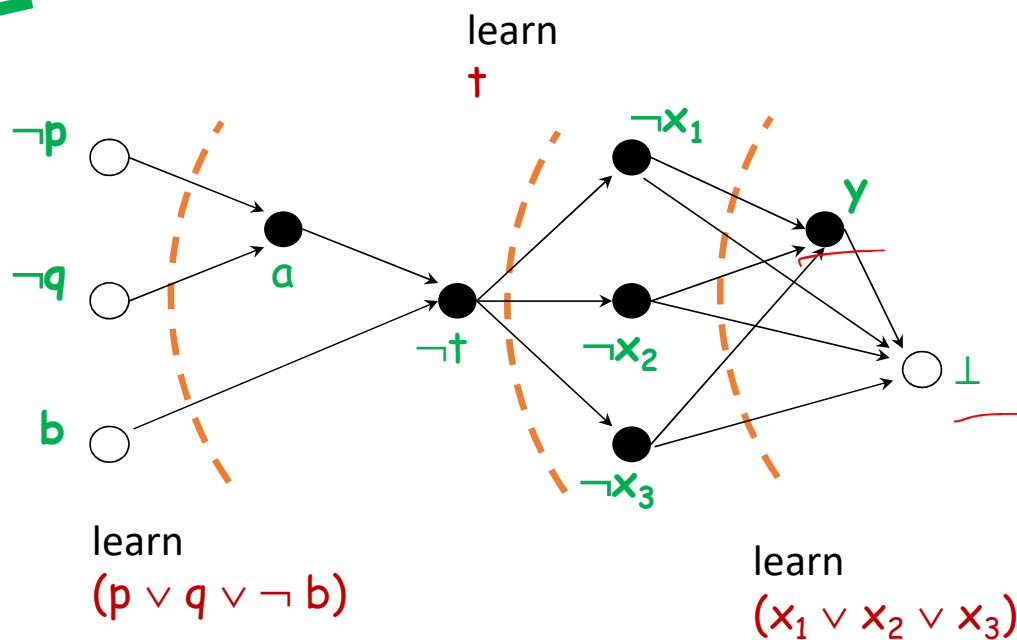 learn
t
¬p
¬x₁
y
¬q
a
¬t
¬x₂
⊥
b
¬x₃
learn
(p ∨ q ∨ ¬ b)
learn
(x₁ ∨ x₂ ∨ x₃)